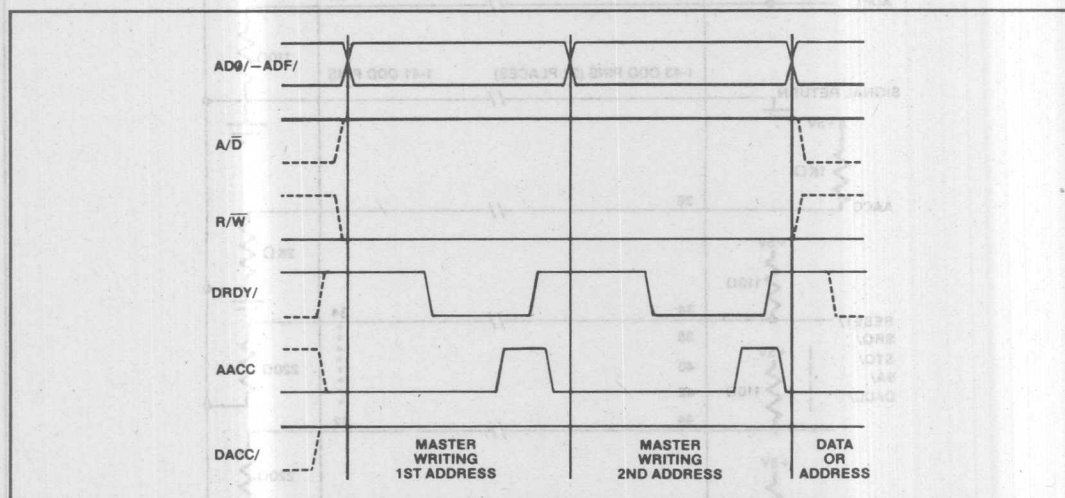 AD0/–ADF/
A/D̅
R/W̅
DRDY/
AACC
DACC/
MASTER WRITING 1ST ADDRESS
MASTER WRITING 2ND ADDRESS
DATA OR ADDRESS